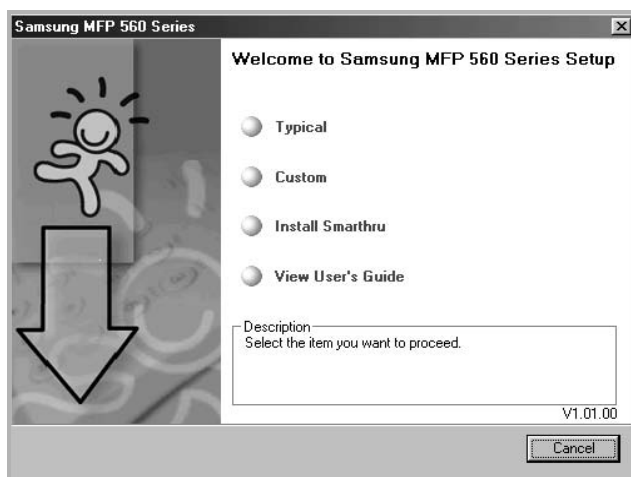 Samsung MFP 560 Series
Welcome to Samsung MFP 560 Series Setup
Typical
Custom
Install Smarthru
View User's Guide
Description
Select the item you want to proceed.
V1.01.00
Cancel